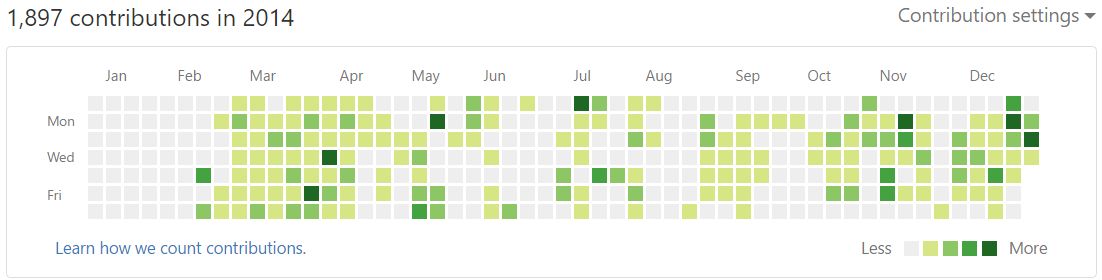 1,897 contributions in 2014
Contribution settings
Jan Feb Mar Apr May Jun Jul Aug Sep Oct Nov Dec
Mon
Wed
Fri
Learn how we count contributions.
Less More